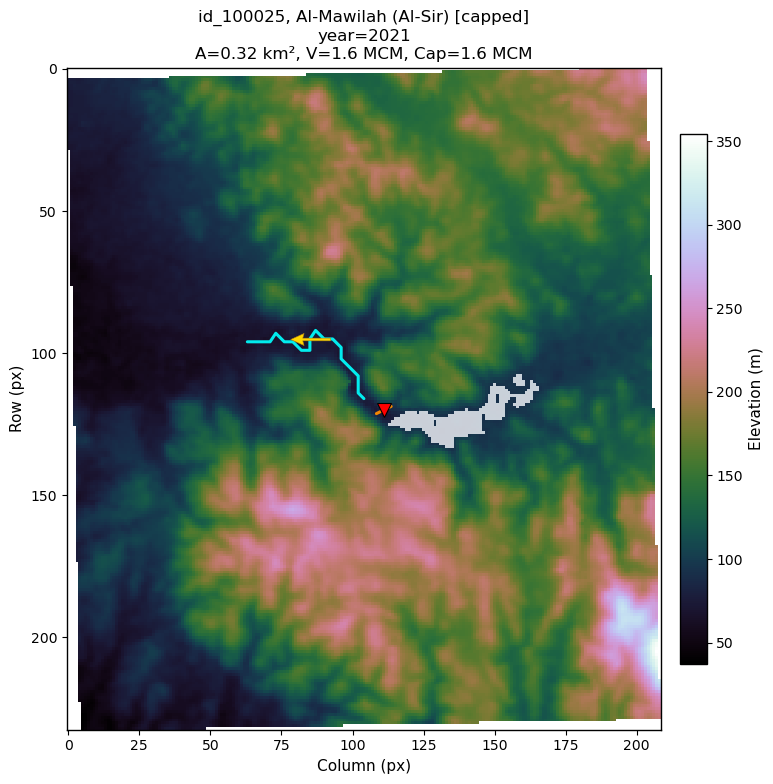 id_100025, Al-Mawilah (Al-Sir) [capped]
year=2021
A=0.32 km², V=1.6 MCM, Cap=1.6 MCM
0
50
100
150
200
Row (px)
0 25 50 75 100 125 150 175 200
Column (px)
350
300
250
200
150
100
50
Elevation (m)